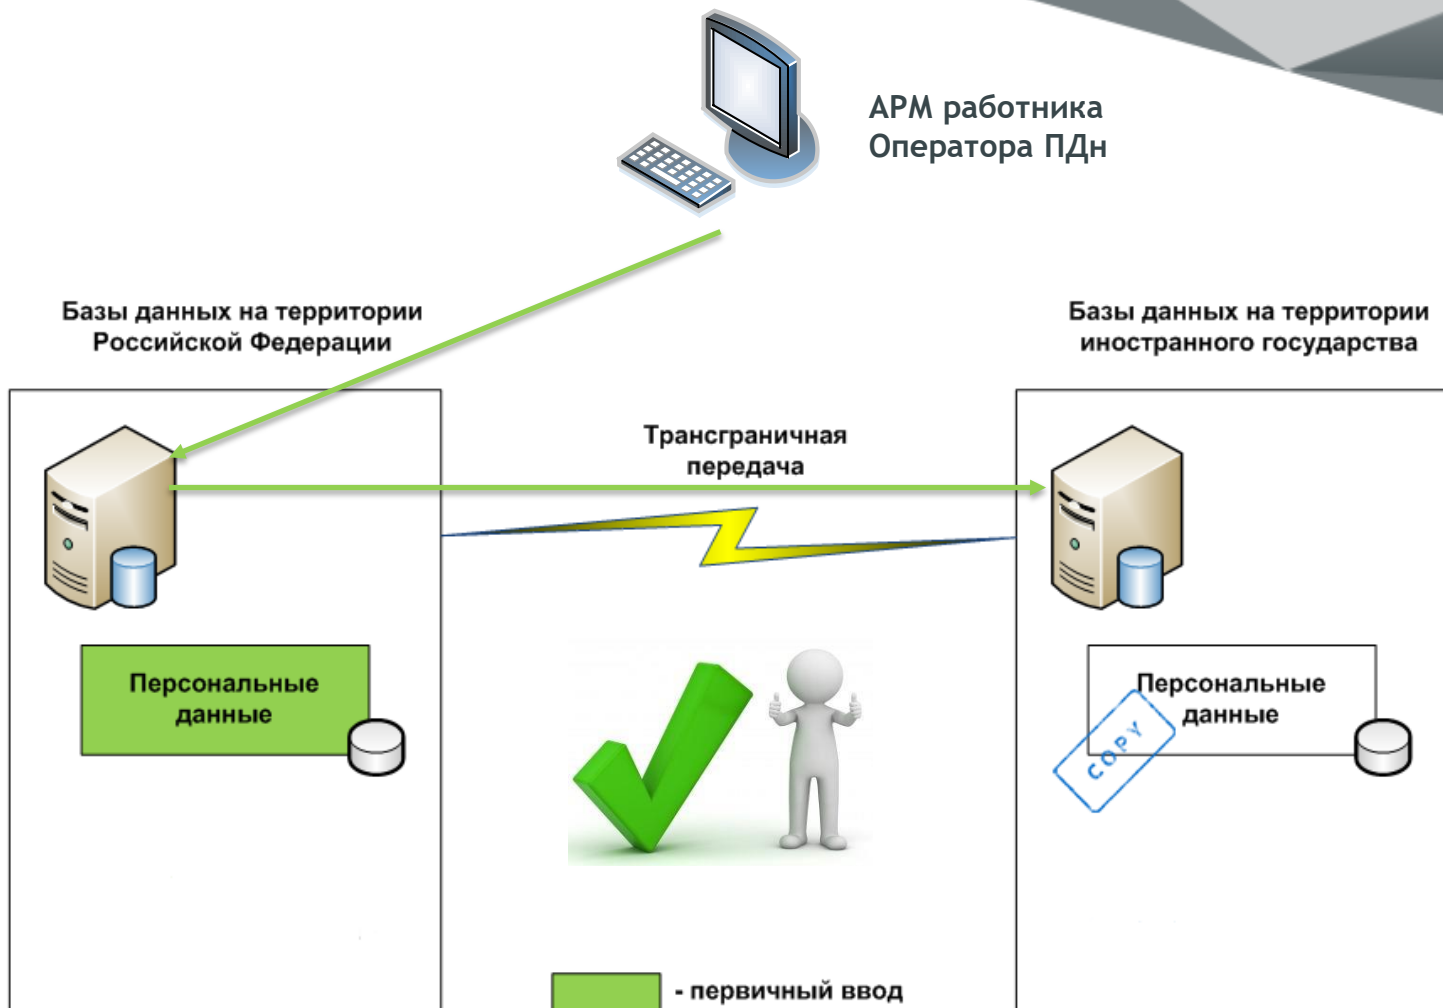 АРМ работника
Оператора ПДн
Базы данных на территории
Российской Федерации
Базы данных на территории
иностранного государства
Трансграничная
передача
Персональные
данные
Персональные
данные
COPY
- первичный ввод